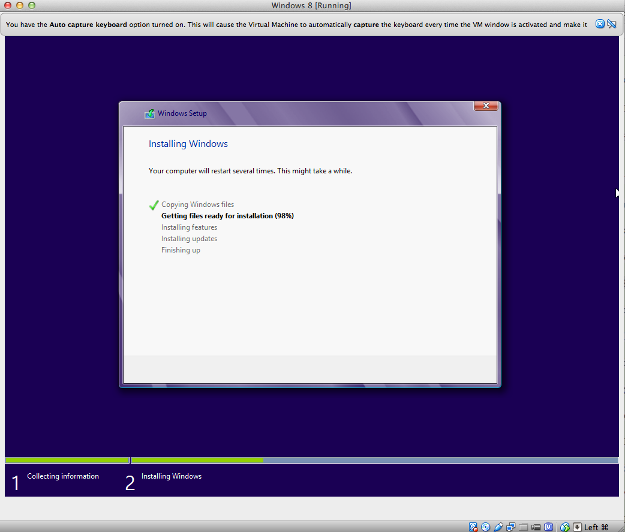 Windows 8 [Running]
You have the Auto capture keyboard option turned on. This will cause the Virtual Machine to automatically capture the keyboard every time the VM window is activated and make it
Windows Setup
Installing Windows
Your computer will restart several times. This might take a while.
Copying Windows files
Getting files ready for installation (98%)
Installing features
Installing updates
Finishing up
1 Collecting information 2 Installing Windows
Left ⌘